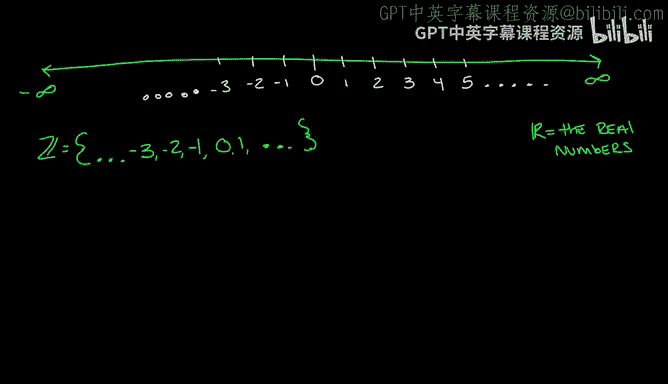 GPT中英字幕课程资源@bilibili.com
GPT中英字幕课程资源 bilibili
-3 -2 -1 0 1 2 3 4 5 .....
-∞ ..... ∞
ℤ={...-3,-2,-1,0.1,...}
ℝ=THE REAL
NUMBERS